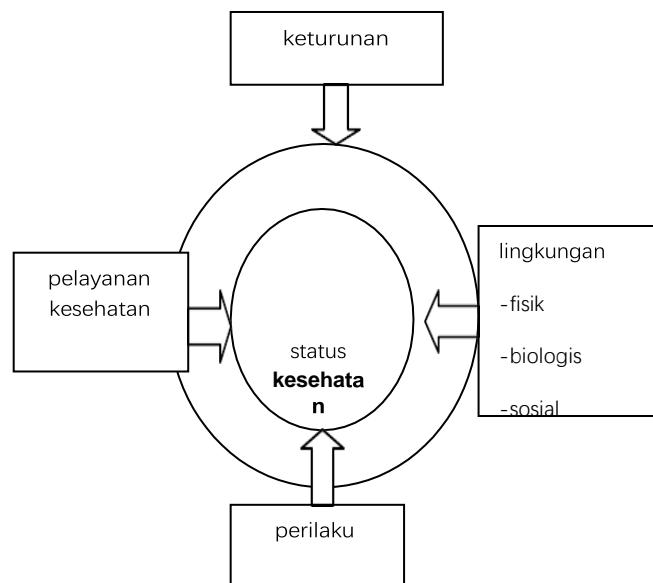 keturunan
pelayanan
kesehatan
lingkungan
-fisik
-biologis
-sosial
status
kesehata
n
perilaku